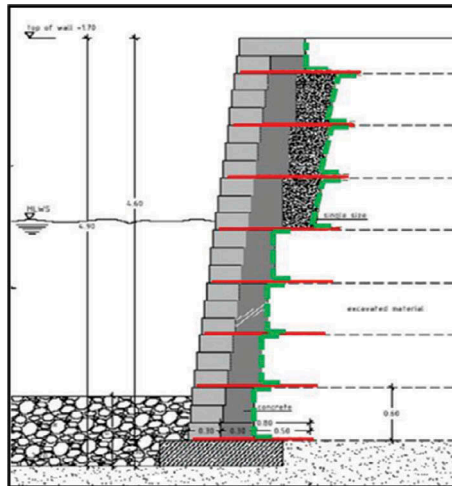 top of wall +1.70
4.60
MLWS
4.90
single size
excavated material
concrete
0.80
0.60
0.30
0.30
0.50